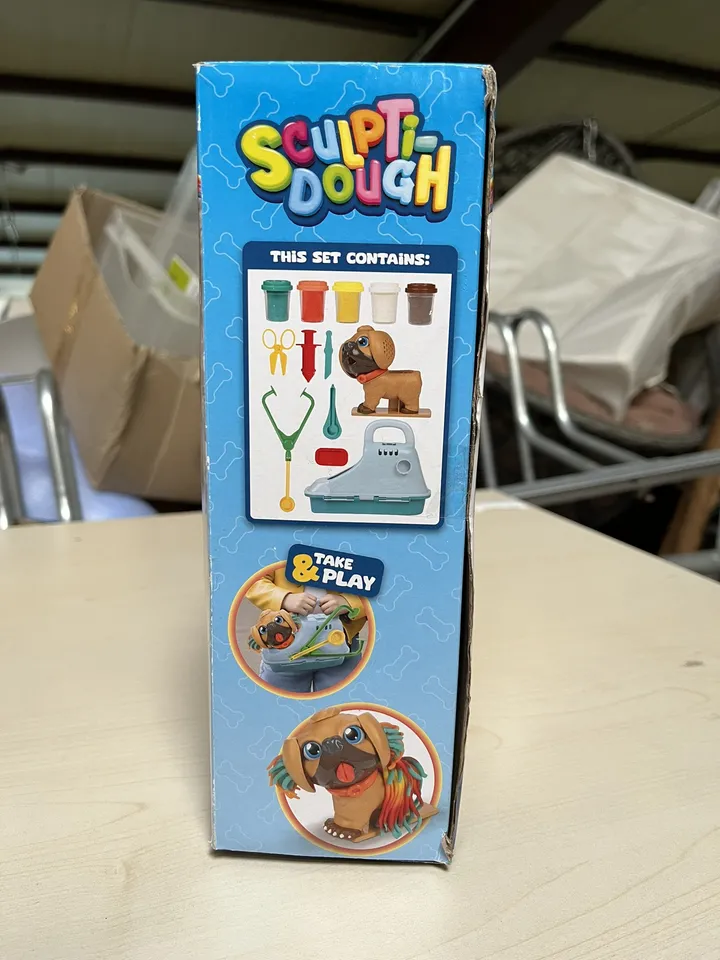 SCULPTI-
DOUGH
THIS SET CONTAINS:
TAKE
& PLAY